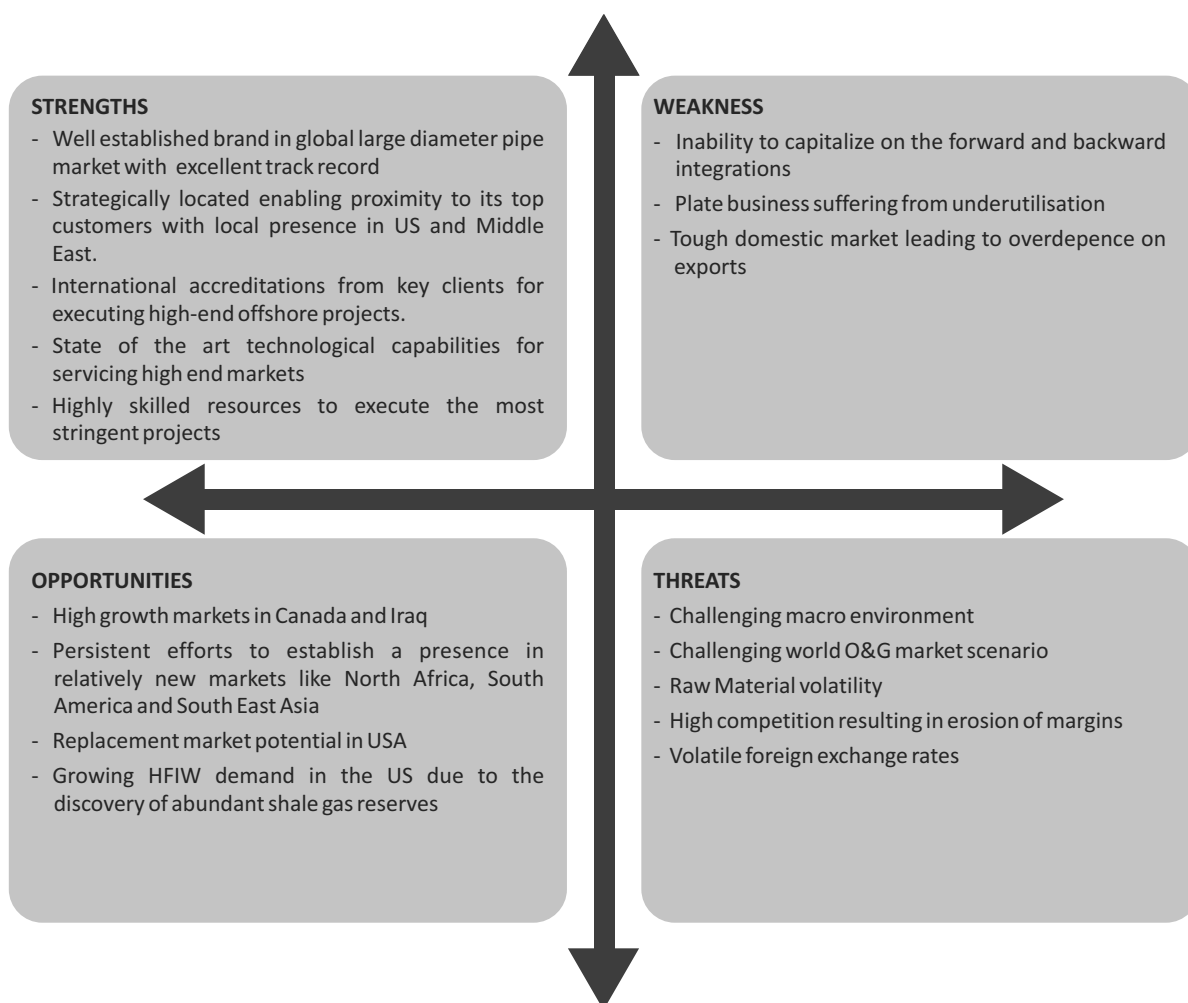 STRENGTHS
- Well established brand in global large diameter pipe
market with excellent track record
- Strategically located enabling proximity to its top
customers with local presence in US and Middle
East.
- International accreditations from key clients for
executing high-end offshore projects.
- State of the art technological capabilities for
servicing high end markets
- Highly skilled resources to execute the most
stringent projects
WEAKNESS
- Inability to capitalize on the forward and backward
integrations
- Plate business suffering from underutilisation
- Tough domestic market leading to overdepence on
exports
OPPORTUNITIES
- High growth markets in Canada and Iraq
- Persistent efforts to establish a presence in
relatively new markets like North Africa, South
America and South East Asia
- Replacement market potential in USA
- Growing HFIW demand in the US due to the
discovery of abundant shale gas reserves
THREATS
- Challenging macro environment
- Challenging world O&G market scenario
- Raw Material volatility
- High competition resulting in erosion of margins
- Volatile foreign exchange rates